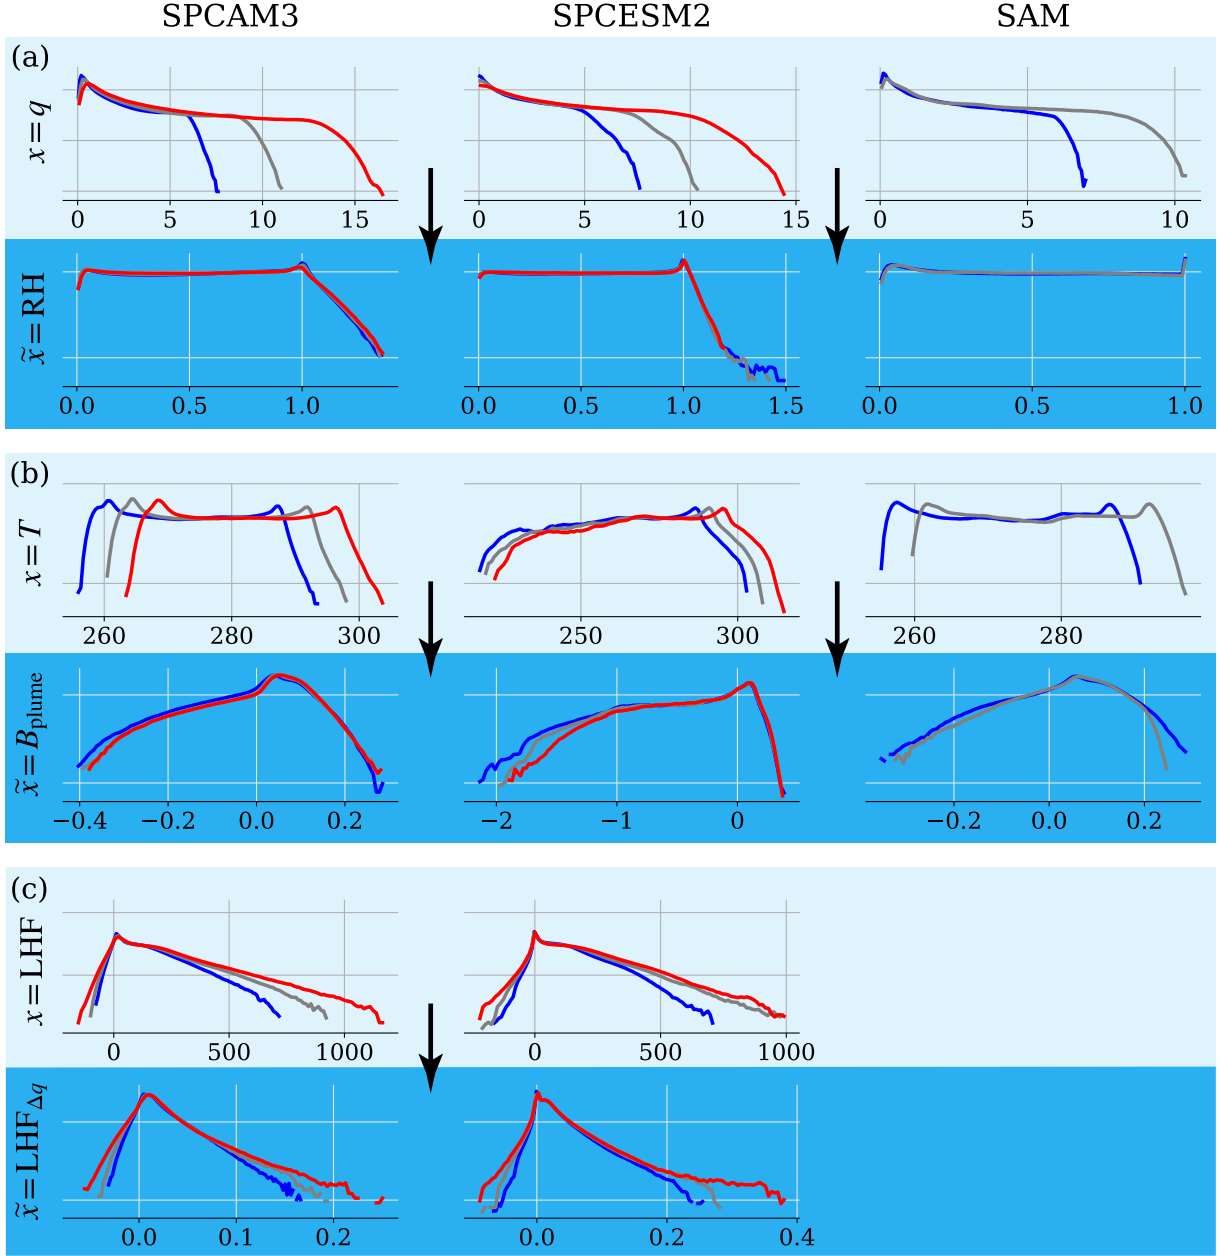 SPCAM3 SPCESM2 SAM
(a)
x = q
0 5 10 15 0 5 10 15 0 5 10
x̃ = RH
0.0 0.5 1.0 0.0 0.5 1.0 1.5 0.0 0.5 1.0
(b)
x = T
260 280 300 250 300 260 280
x̃ = B_plume
−0.4 −0.2 0.0 0.2 −2 −1 0 −0.2 0.0 0.2
(c)
x = LHF
0 500 1000 0 500 1000
x̃ = LHF_Δq
0.0 0.1 0.2 0.0 0.2 0.4